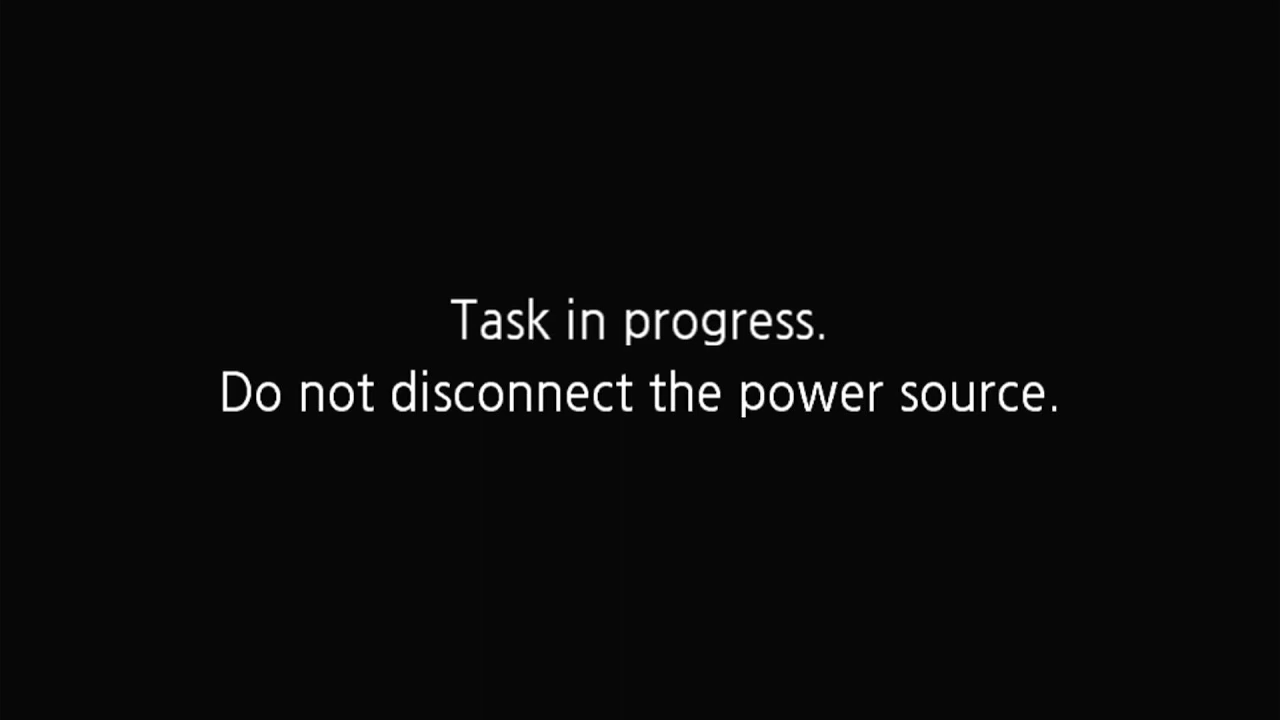 Task in progress.
Do not disconnect the power source.